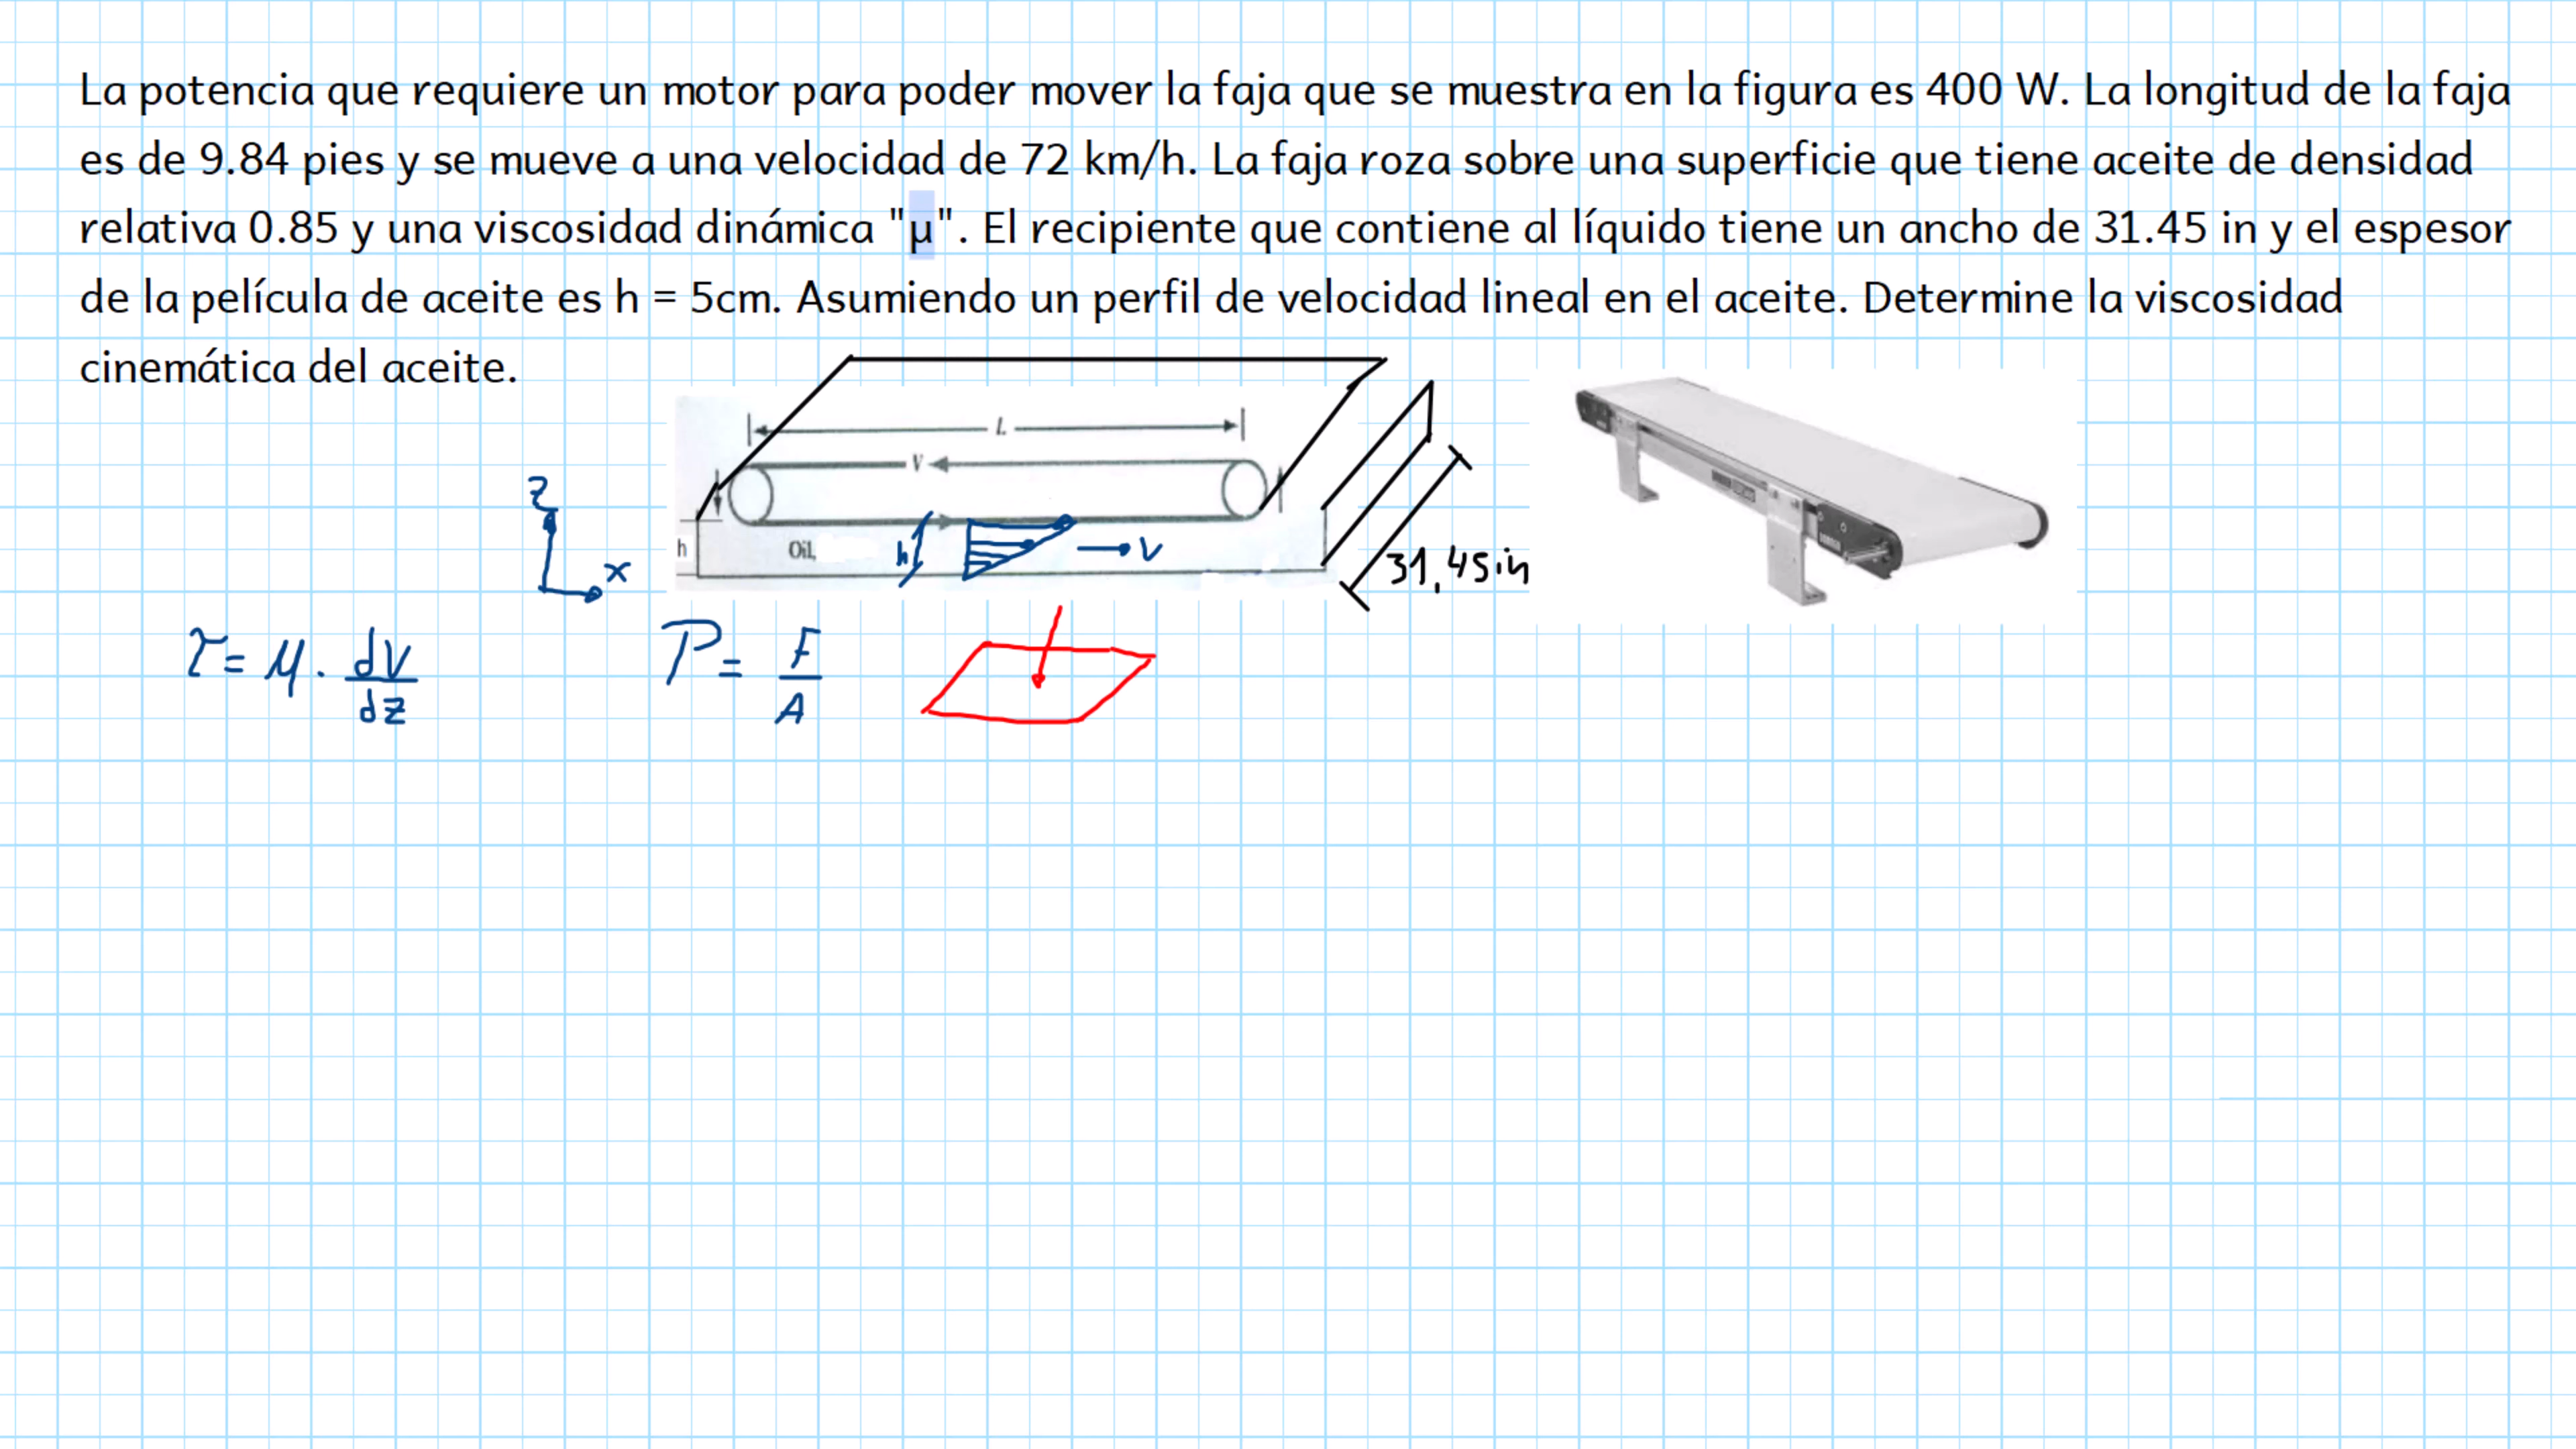 La potencia que requiere un motor para poder mover la faja que se muestra en la figura es 400 W. La longitud de la faja
es de 9.84 pies y se mueve a una velocidad de 72 km/h. La faja roza sobre una superficie que tiene aceite de densidad
relativa 0.85 y una viscosidad dinámica "μ". El recipiente que contiene al líquido tiene un ancho de 31.45 in y el espesor
de la película de aceite es h = 5cm. Asumiendo un perfil de velocidad lineal en el aceite. Determine la viscosidad
cinemática del aceite.
L
V
z
x
h
Oil,
h
V
31,45in
τ = μ . dV/dz
P = F/A